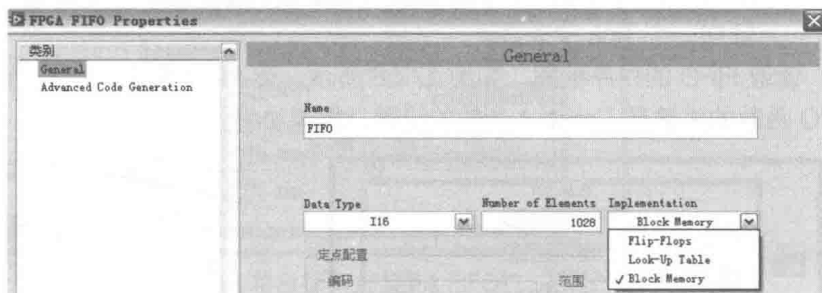 FPGA FIFO Properties
类别
General
General
Advanced Code Generation
Name
FIFO
Data Type Number of Elements Implementation
I16 1028 Block Memory
Flip-Flops
定点配置 Look-Up Table
编码 范围 ✓ Block Memory